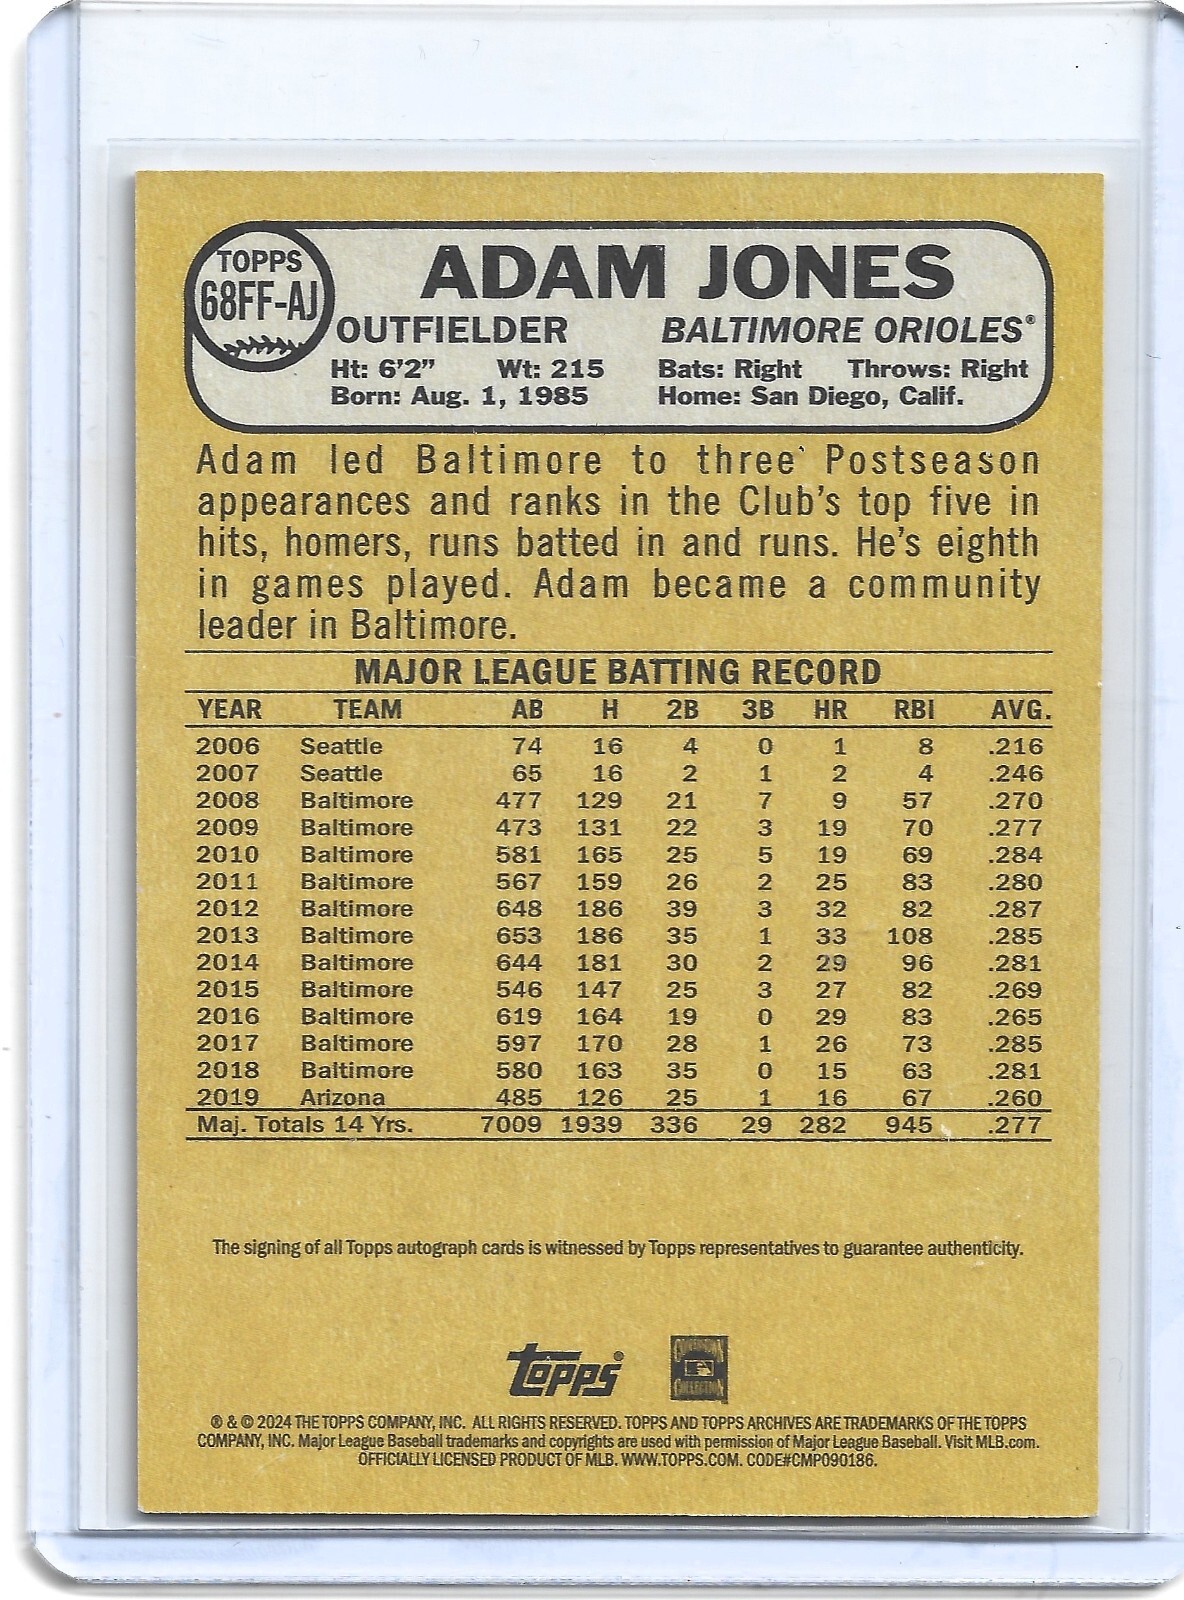 TOPPS
68FF-AJ
ADAM JONES
OUTFIELDER BALTIMORE ORIOLES®
Ht: 6'2” Wt: 215 Bats: Right Throws: Right
Born: Aug. 1, 1985 Home: San Diego, Calif.
Adam led Baltimore to three Postseason
appearances and ranks in the Club's top five in
hits, homers, runs batted in and runs. He's eighth
in games played. Adam became a community
leader in Baltimore.
MAJOR LEAGUE BATTING RECORD
YEAR TEAM AB H 2B 3B HR RBI AVG.
2006 Seattle 74 16 4 0 1 8 .216
2007 Seattle 65 16 2 1 2 4 .246
2008 Baltimore 477 129 21 7 9 57 .270
2009 Baltimore 473 131 22 3 19 70 .277
2010 Baltimore 581 165 25 5 19 69 .284
2011 Baltimore 567 159 26 2 25 83 .280
2012 Baltimore 648 186 39 3 32 82 .287
2013 Baltimore 653 186 35 1 33 108 .285
2014 Baltimore 644 181 30 2 29 96 .281
2015 Baltimore 546 147 25 3 27 82 .269
2016 Baltimore 619 164 19 0 29 83 .265
2017 Baltimore 597 170 28 1 26 73 .285
2018 Baltimore 580 163 35 0 15 63 .281
2019 Arizona 485 126 25 1 16 67 .260
Maj. Totals 14 Yrs. 7009 1939 336 29 282 945 .277
The signing of all Topps autograph cards is witnessed by Topps representatives to guarantee authenticity.
Topps® COOPERSTOWN COLLECTION
® & © 2024 THE TOPPS COMPANY, INC. ALL RIGHTS RESERVED. TOPPS AND TOPPS ARCHIVES ARE TRADEMARKS OF THE TOPPS
COMPANY, INC. Major League Baseball trademarks and copyrights are used with permission of Major League Baseball. Visit MLB.com.
OFFICIALLY LICENSED PRODUCT OF MLB. WWW.TOPPS.COM. CODE#CMP090186.